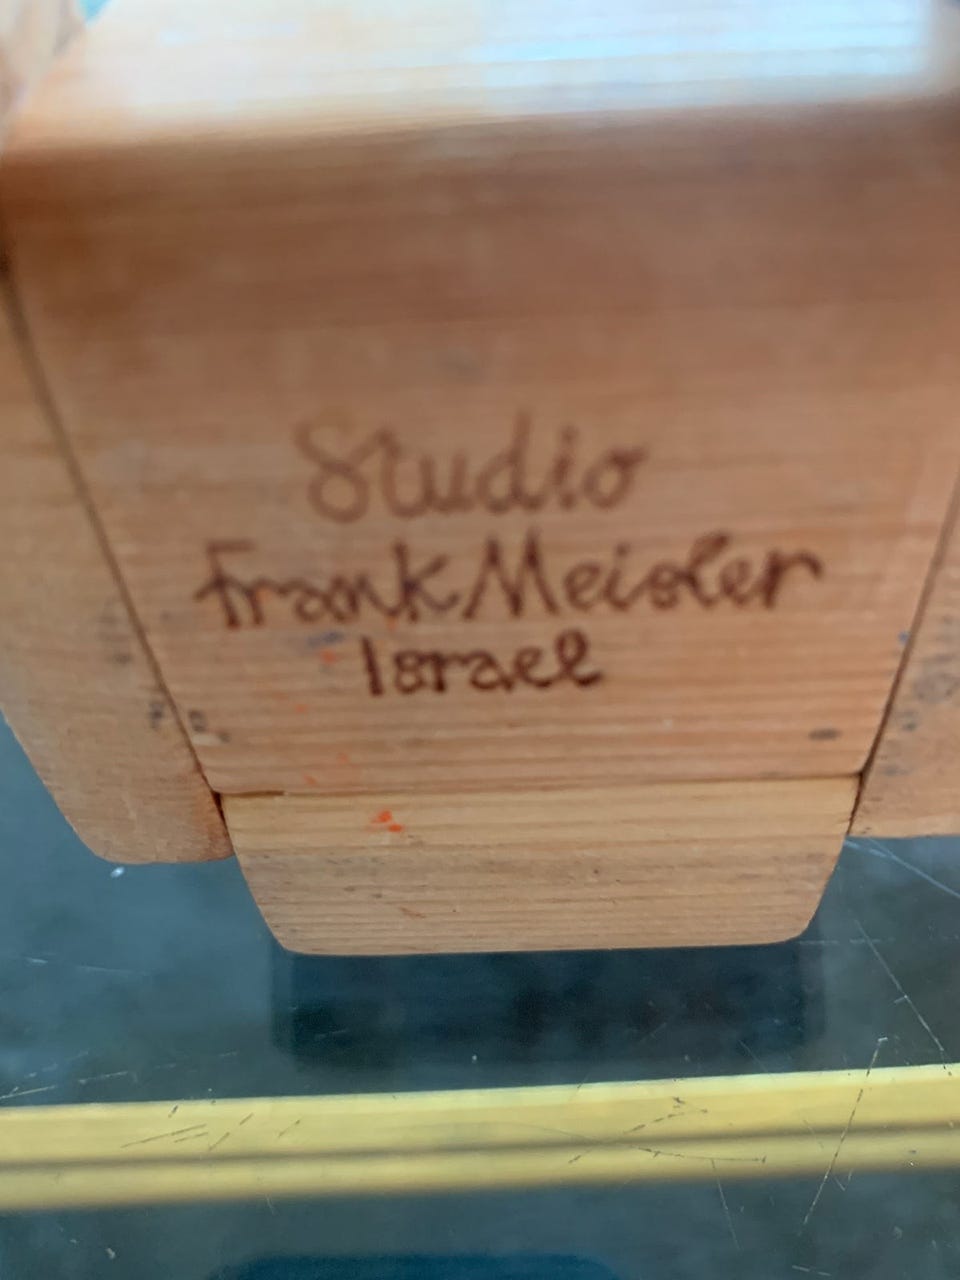 Studio
Frank Meisler
Israel